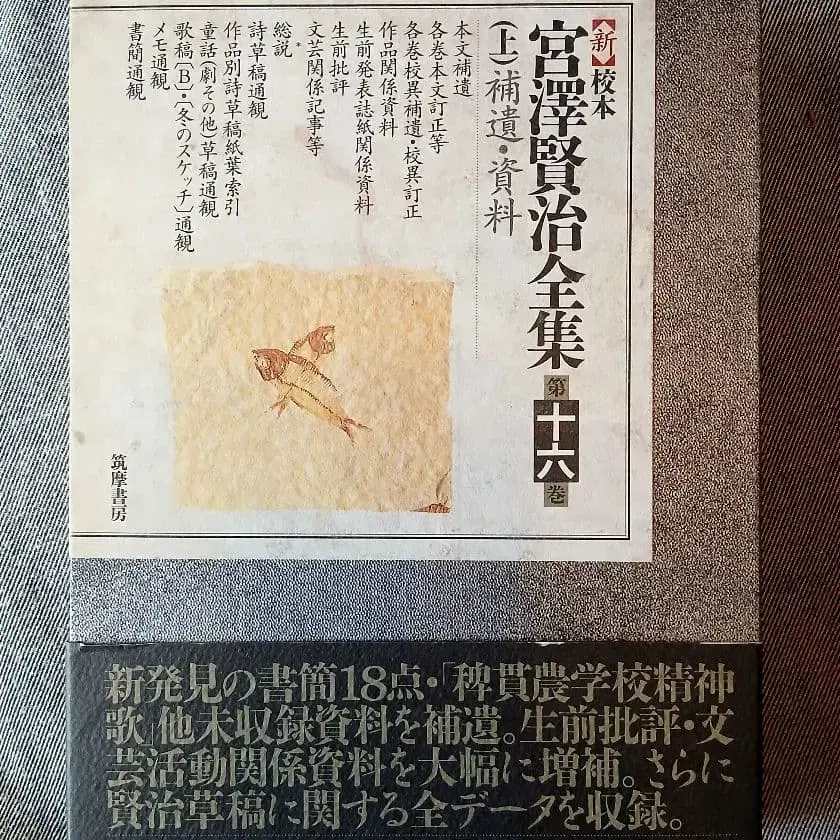 【新】校本
宮澤賢治全集
第十六巻
(上)補遺・資料
本文補遺
各巻本文訂正等
各巻校異補遺・校異訂正
作品関係資料
生前発表誌紙関係資料
生前批評
文芸関係記事等
*
総説
詩草稿通観
作品別詩草稿紙葉索引
童話(劇その他)草稿通観
歌稿〔B〕・〔冬のスケッチ〕通観
メモ通観
書簡通観
筑摩書房
新発見の書簡18点・「稗貫農学校精神
歌」他未収録資料を補遺。生前批評・文
芸活動関係資料を大幅に増補。さらに
賢治草稿に関する全データを収録。